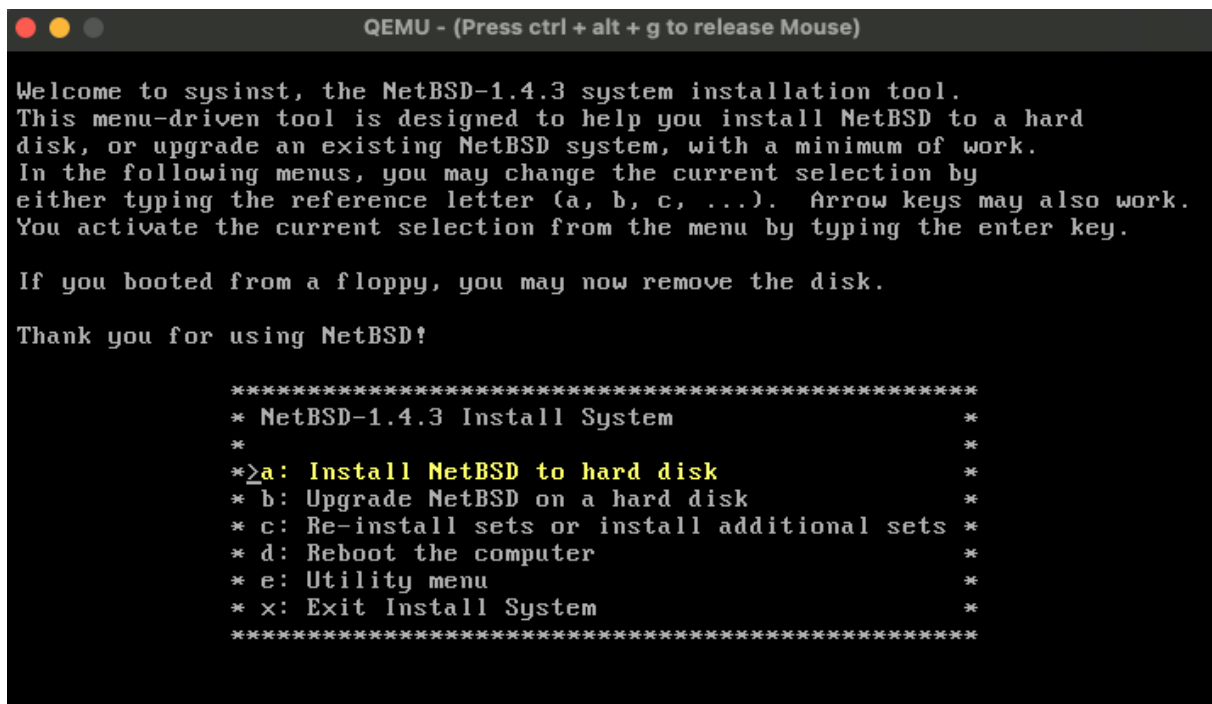 QEMU - (Press ctrl + alt + g to release Mouse)
Welcome to sysinst, the NetBSD-1.4.3 system installation tool.
This menu-driven tool is designed to help you install NetBSD to a hard
disk, or upgrade an existing NetBSD system, with a minimum of work.
In the following menus, you may change the current selection by
either typing the reference letter (a, b, c, ...).  Arrow keys may also work.
You activate the current selection from the menu by typing the enter key.
If you booted from a floppy, you may now remove the disk.
Thank you for using NetBSD!
*************************************************
* NetBSD-1.4.3 Install System                   *
*                                               *
*>a: Install NetBSD to hard disk                *
* b: Upgrade NetBSD on a hard disk              *
* c: Re-install sets or install additional sets *
* d: Reboot the computer                        *
* e: Utility menu                               *
* x: Exit Install System                        *
*************************************************